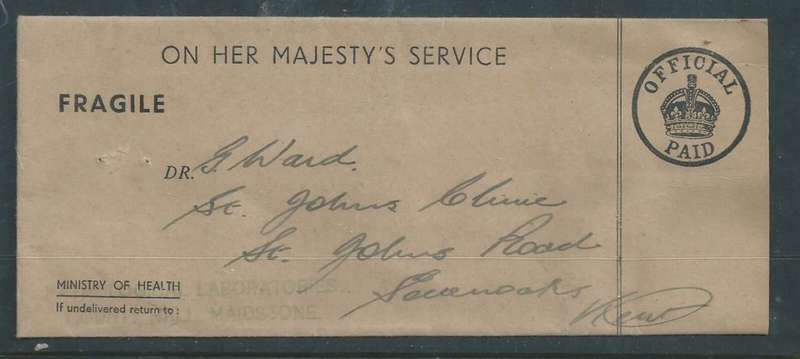 ON HER MAJESTY'S SERVICE
OFFICIAL
PAID
FRAGILE
DR. G. Ward.
St. Johns Clinic
St. Johns Road
Sevenoaks
Kent
MINISTRY OF HEALTH
If undelivered return to:
LABORATORIES
MAIDSTONE